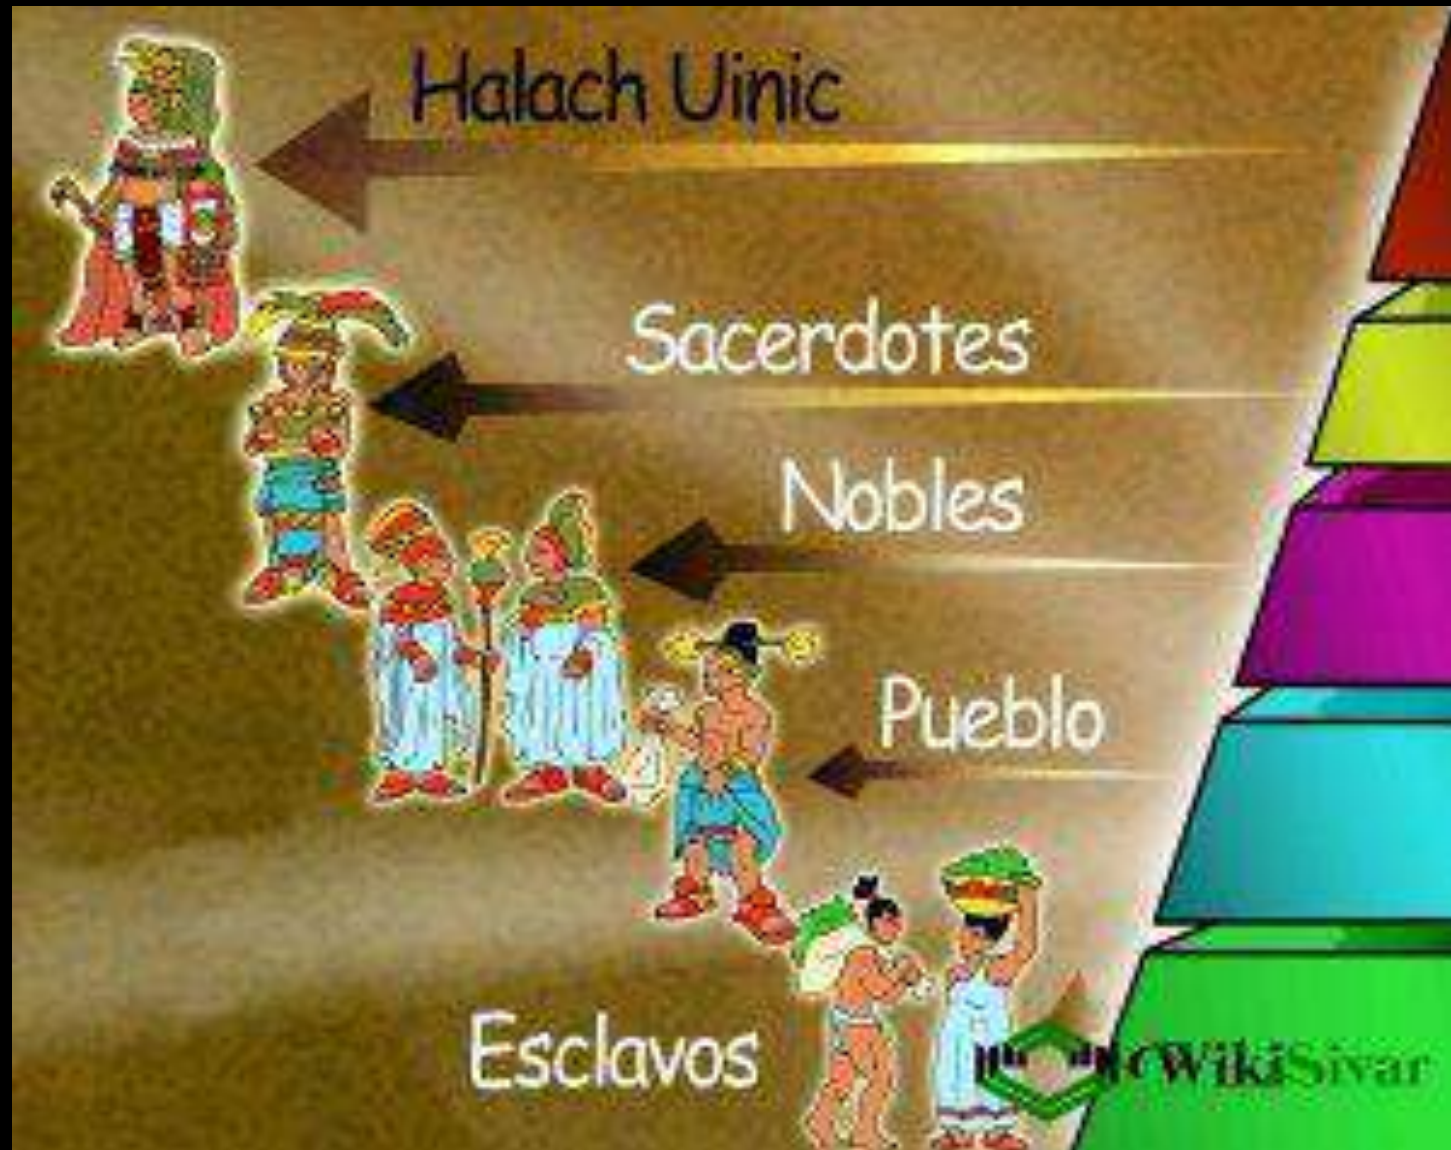 Halach Uinic
Sacerdotes
Nobles
Pueblo
Esclavos
WikiSivar